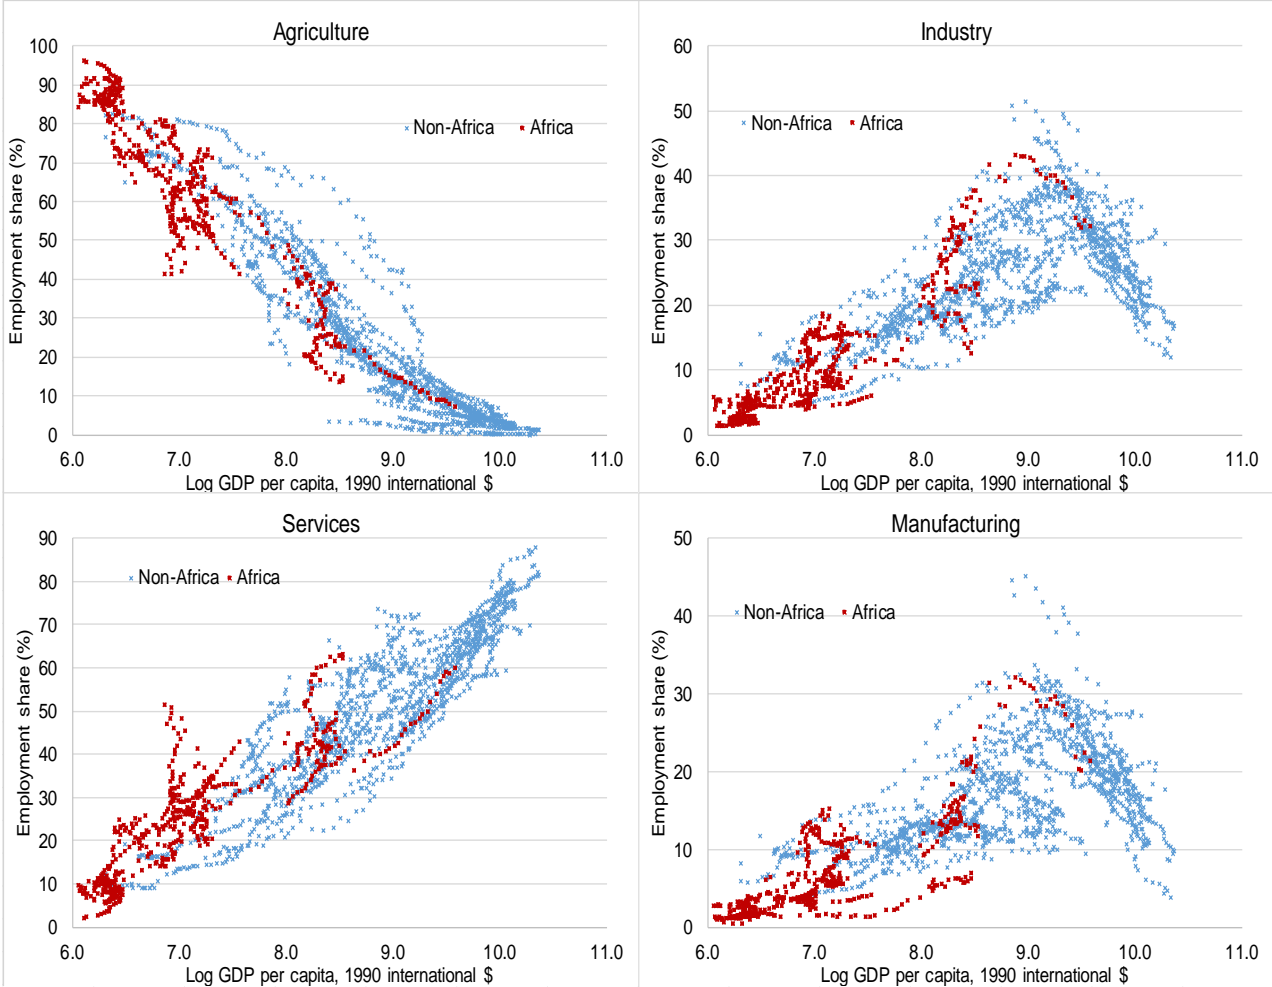 Agriculture
100
90
80
70
60
50
40
30
20
10
0
Employment share (%)
Non-Africa Africa
6.0 7.0 8.0 9.0 10.0 11.0
Log GDP per capita, 1990 international $
Industry
60
50
40
30
20
10
0
Employment share (%)
Non-Africa Africa
6.0 7.0 8.0 9.0 10.0 11.0
Log GDP per capita, 1990 international $
Services
90
80
70
60
50
40
30
20
10
0
Employment share (%)
Non-Africa Africa
6.0 7.0 8.0 9.0 10.0 11.0
Log GDP per capita, 1990 international $
Manufacturing
50
40
30
20
10
0
Employment share (%)
Non-Africa Africa
6.0 7.0 8.0 9.0 10.0 11.0
Log GDP per capita, 1990 international $